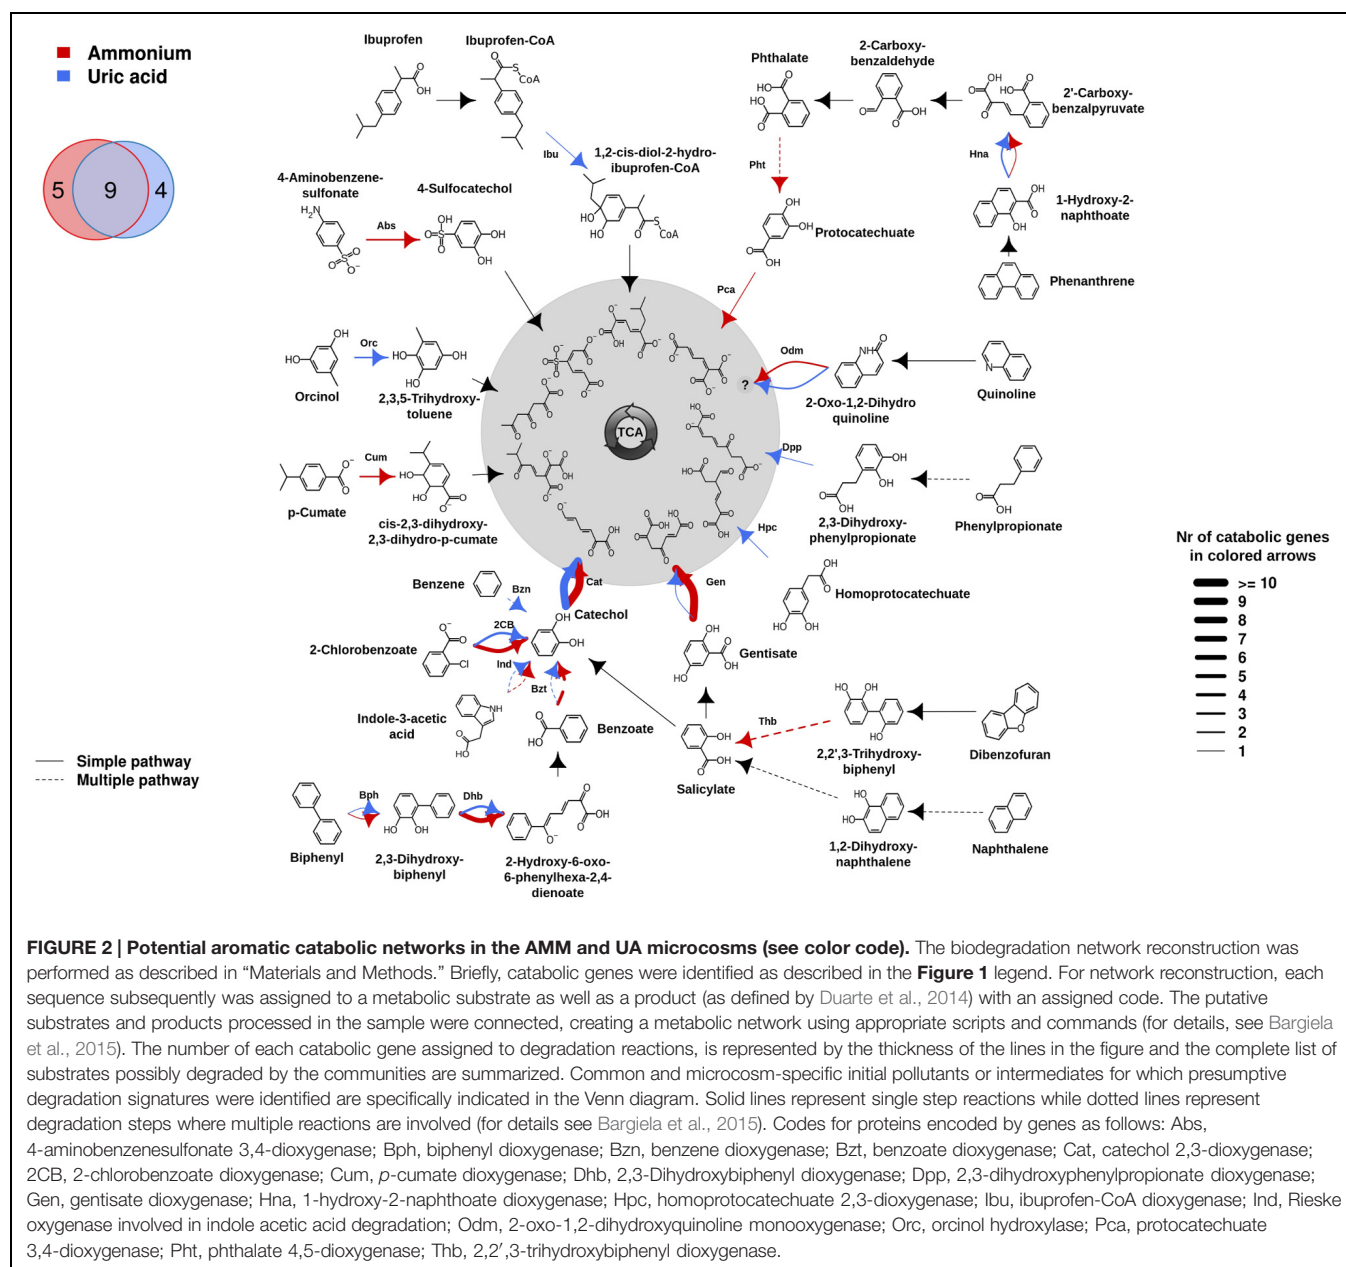 Ammonium
Uric acid
5
9
4
Ibuprofen
Ibuprofen-CoA
Ibu
1,2-cis-diol-2-hydro-
ibuprofen-CoA
Phthalate
2-Carboxy-
benzaldehyde
2'-Carboxy-
benzalpyruvate
Hna
1-Hydroxy-2-
naphthoate
Phenanthrene
Pht
Protocatechuate
Pca
4-Aminobenzene-
sulfonate
Abs
4-Sulfocatechol
Orcinol
Orc
2,3,5-Trihydroxy-
toluene
p-Cumate
Cum
cis-2,3-dihydroxy-
2,3-dihydro-p-cumate
TCA
?
Odm
2-Oxo-1,2-Dihydro
quinoline
Quinoline
Dpp
2,3-Dihydroxy-
phenylpropionate
Phenylpropionate
Hpc
Homoprotocatechuate
Nr of catabolic genes
in colored arrows
>= 10
9
8
7
6
5
4
3
2
1
Benzene
Bzn
Cat
Catechol
Gen
Gentisate
2-Chlorobenzoate
2CB
Ind
Bzt
Indole-3-acetic
acid
Benzoate
Salicylate
Thb
2,2',3-Trihydroxy-
biphenyl
Dibenzofuran
1,2-Dihydroxy-
naphthalene
Naphthalene
Simple pathway
Multiple pathway
Biphenyl
Bph
2,3-Dihydroxy-
biphenyl
Dhb
2-Hydroxy-6-oxo-
6-phenylhexa-2,4-
dienoate
FIGURE 2 | Potential aromatic catabolic networks in the AMM and UA microcosms (see color code). The biodegradation network reconstruction was
performed as described in “Materials and Methods.” Briefly, catabolic genes were identified as described in the Figure 1 legend. For network reconstruction, each
sequence subsequently was assigned to a metabolic substrate as well as a product (as defined by Duarte et al., 2014) with an assigned code. The putative
substrates and products processed in the sample were connected, creating a metabolic network using appropriate scripts and commands (for details, see Bargiela
et al., 2015). The number of each catabolic gene assigned to degradation reactions, is represented by the thickness of the lines in the figure and the complete list of
substrates possibly degraded by the communities are summarized. Common and microcosm-specific initial pollutants or intermediates for which presumptive
degradation signatures were identified are specifically indicated in the Venn diagram. Solid lines represent single step reactions while dotted lines represent
degradation steps where multiple reactions are involved (for details see Bargiela et al., 2015). Codes for proteins encoded by genes as follows: Abs,
4-aminobenzenesulfonate 3,4-dioxygenase; Bph, biphenyl dioxygenase; Bzn, benzene dioxygenase; Bzt, benzoate dioxygenase; Cat, catechol 2,3-dioxygenase;
2CB, 2-chlorobenzoate dioxygenase; Cum, p-cumate dioxygenase; Dhb, 2,3-Dihydroxybiphenyl dioxygenase; Dpp, 2,3-dihydroxyphenylpropionate dioxygenase;
Gen, gentisate dioxygenase; Hna, 1-hydroxy-2-naphthoate dioxygenase; Hpc, homoprotocatechuate 2,3-dioxygenase; Ibu, ibuprofen-CoA dioxygenase; Ind, Rieske
oxygenase involved in indole acetic acid degradation; Odm, 2-oxo-1,2-dihydroxyquinoline monooxygenase; Orc, orcinol hydroxylase; Pca, protocatechuate
3,4-dioxygenase; Pht, phthalate 4,5-dioxygenase; Thb, 2,2′,3-trihydroxybiphenyl dioxygenase.